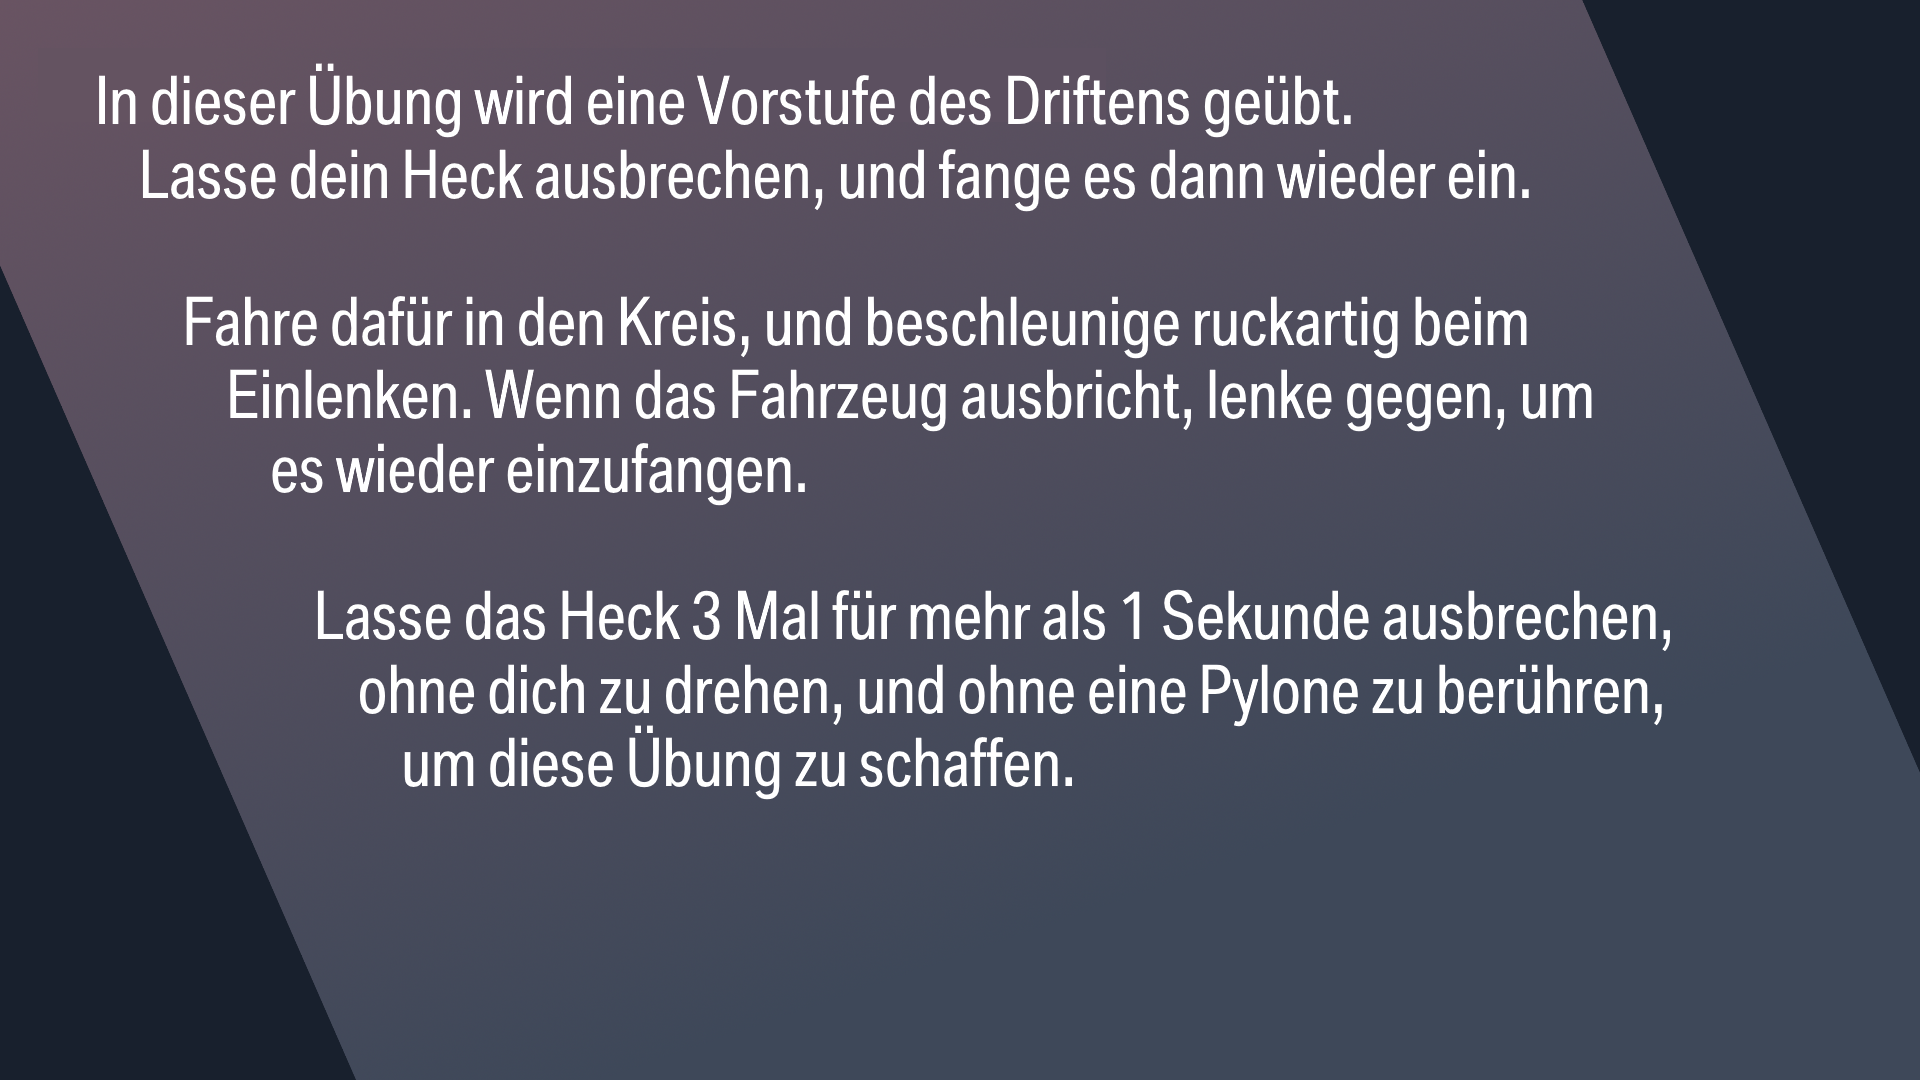 In dieser Übung wird eine Vorstufe des Driftens geübt.
Lasse dein Heck ausbrechen, und fange es dann wieder ein.
Fahre dafür in den Kreis, und beschleunige ruckartig beim
Einlenken. Wenn das Fahrzeug ausbricht, lenke gegen, um
es wieder einzufangen.
Lasse das Heck 3 Mal für mehr als 1 Sekunde ausbrechen,
ohne dich zu drehen, und ohne eine Pylone zu berühren,
um diese Übung zu schaffen.